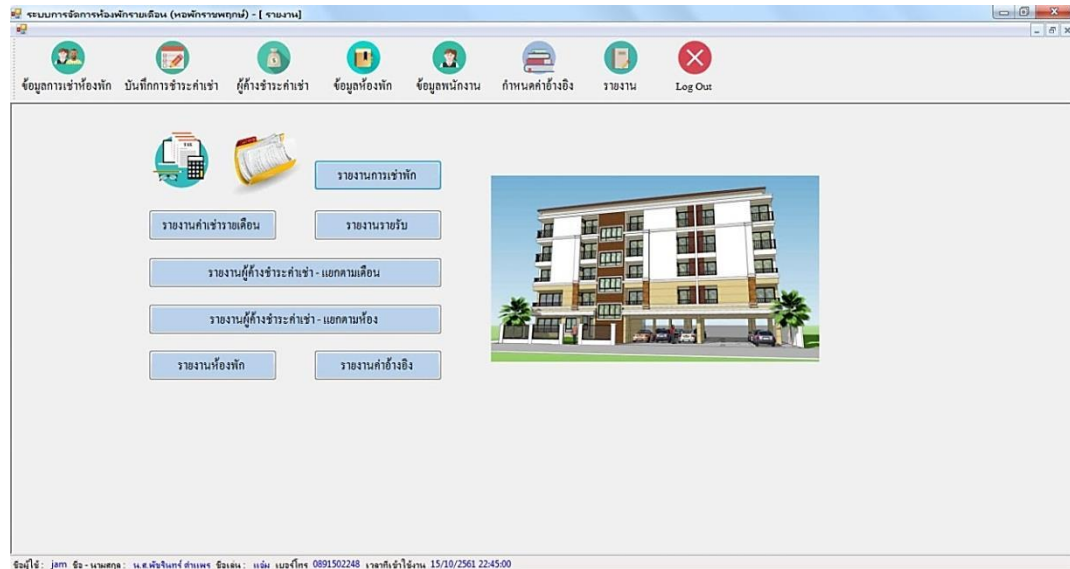 ระบบการจัดการห้องพักรายเดือน (หอพักราชพฤกษ์) - [ รายงาน]
ข้อมูลการเช่าห้องพัก บันทึกการชำระค่าเช่า ผู้ค้างชำระค่าเช่า ข้อมูลห้องพัก ข้อมูลพนักงาน กำหนดค่าอ้างอิง รายงาน Log Out
TAX
รายงานการเช่าพัก
รายงานค่าเช่ารายเดือน รายงานรายรับ
รายงานผู้ค้างชำระค่าเช่า - แยกตามเดือน
รายงานผู้ค้างชำระค่าเช่า - แยกตามห้อง
รายงานห้องพัก รายงานค่าอ้างอิง
ชื่อผู้ใช้ : jam ชื่อ - นามสกุล : น.ส.พัชรินทร์ ชื่อเล่น : แจ่ม เบอร์โทร 0891502248 เวลาที่เข้าใช้งาน 15/10/2561 22:45:00